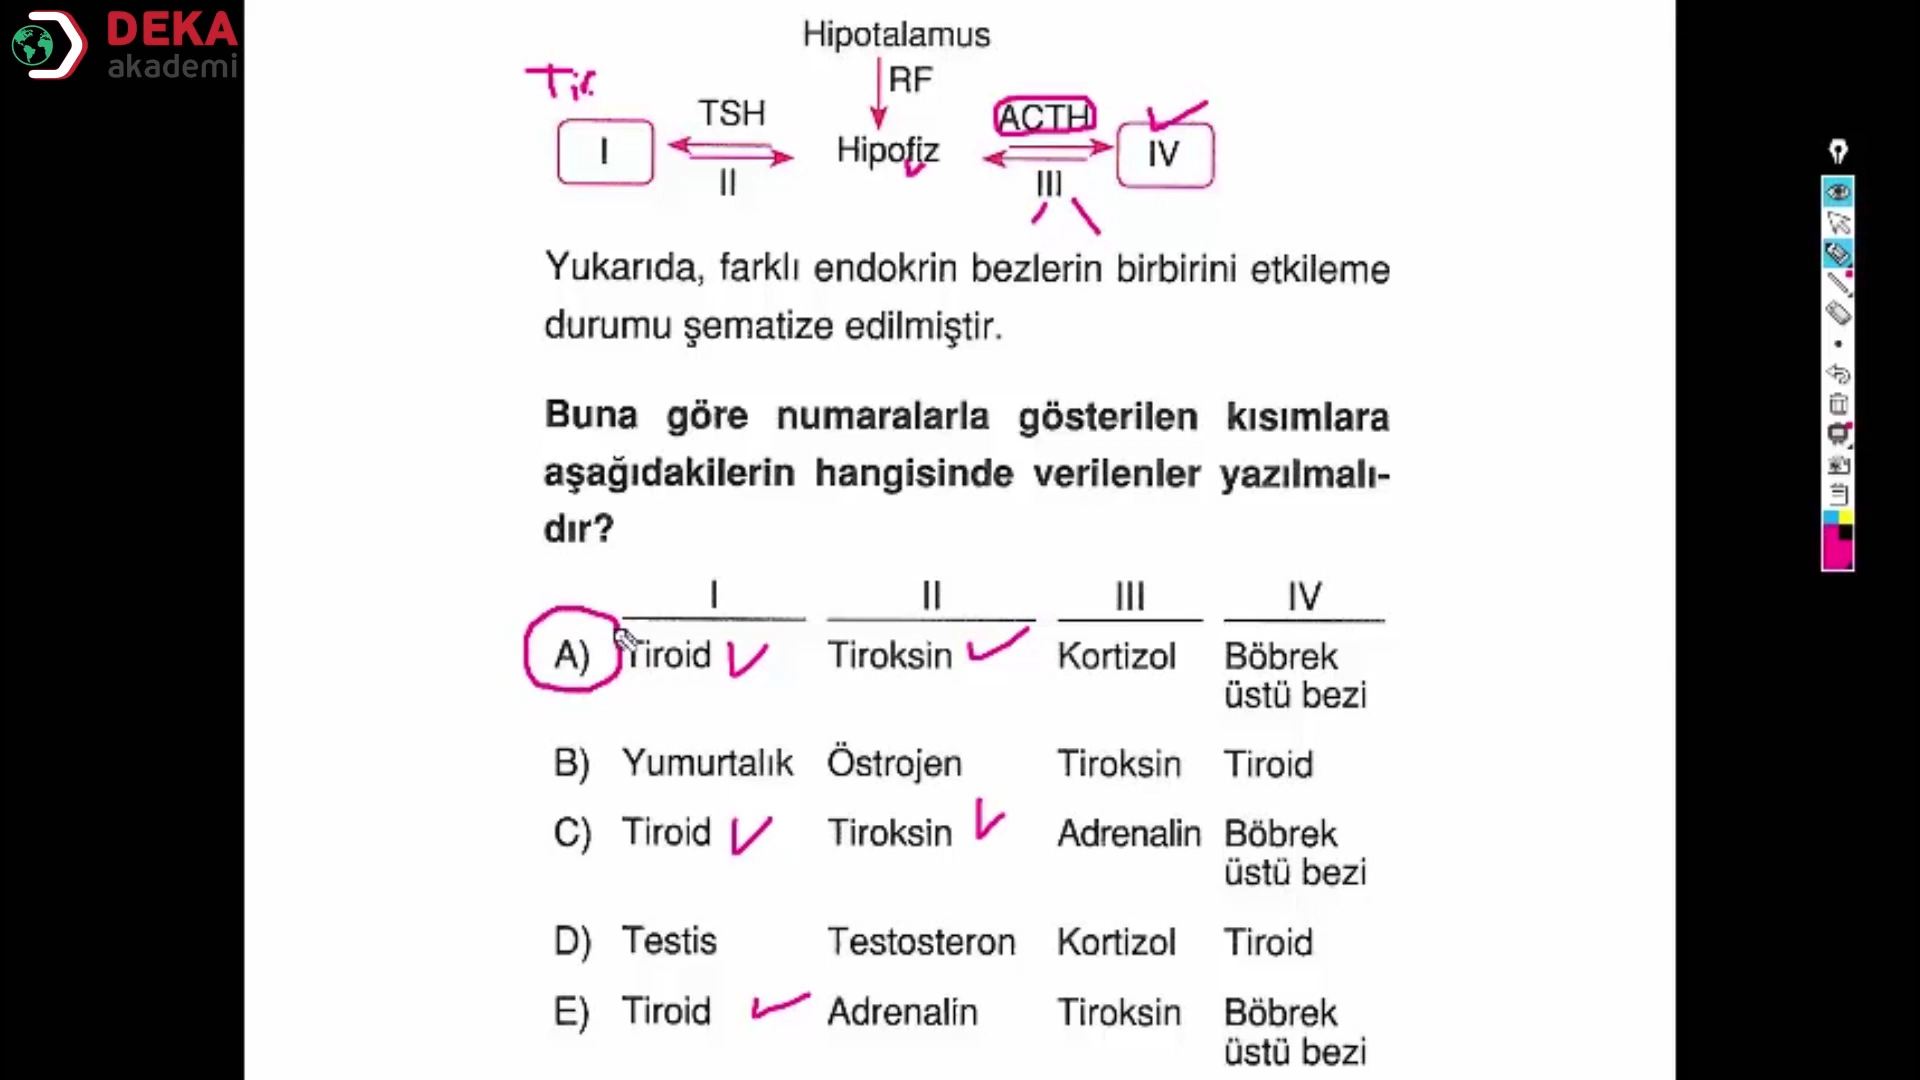 DEKA
akademi
Hipotalamus
RF
Tir
TSH
ACTH
I
Hipofiz
IV
II
III
Yukarıda, farklı endokrin bezlerin birbirini etkileme
durumu şematize edilmiştir.
Buna göre numaralarla gösterilen kısımlara
aşağıdakilerin hangisinde verilenler yazılmalı-
dır?
I II III IV
A) Tiroid Tiroksin Kortizol Böbrek
üstü bezi
B) Yumurtalık Östrojen Tiroksin Tiroid
C) Tiroid Tiroksin Adrenalin Böbrek
üstü bezi
D) Testis Testosteron Kortizol Tiroid
E) Tiroid Adrenalin Tiroksin Böbrek
üstü bezi